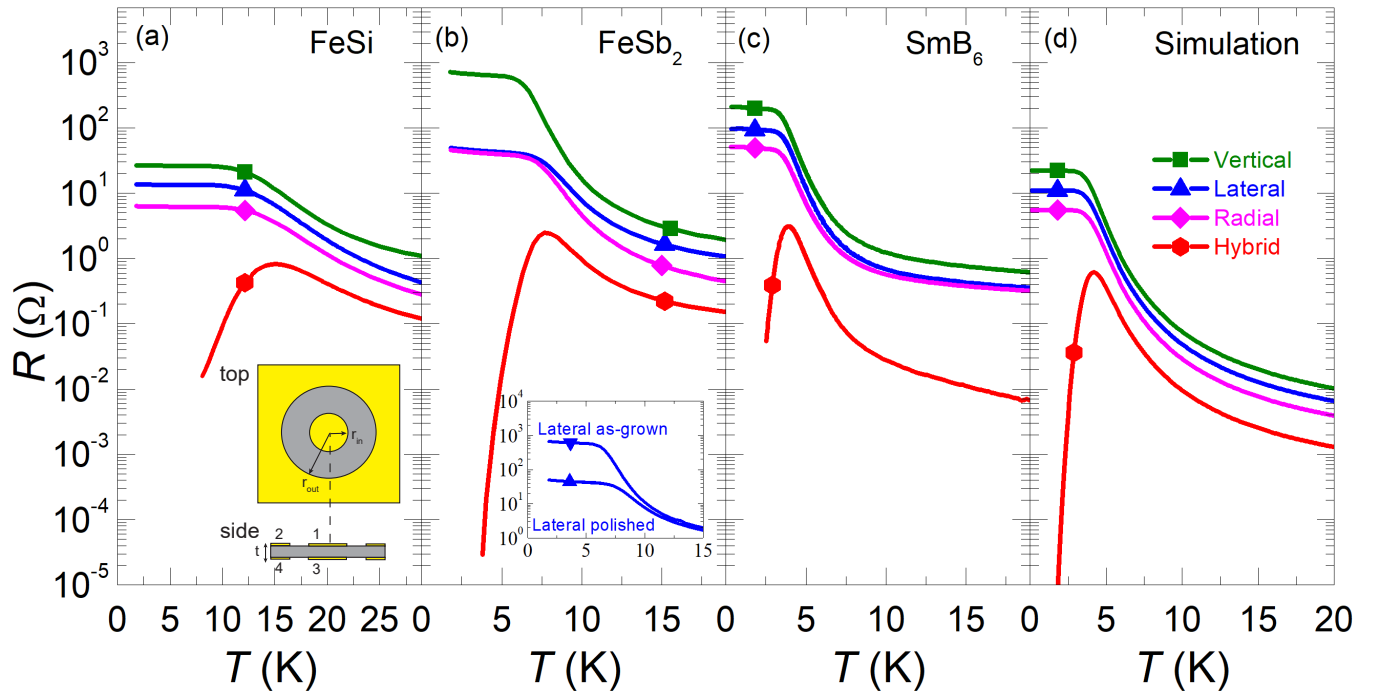 (a) FeSi
(b) FeSb2
(c) SmB6
(d) Simulation
R (Ω)
10^3
10^2
10^1
10^0
10^-1
10^-2
10^-3
10^-4
10^-5
Vertical
Lateral
Radial
Hybrid
top
r_in
r_out
side
2 1
t
4 3
10^4
10^3
10^2
10^1
10^0
Lateral as-grown
Lateral polished
0 5 10 15
0 5 10 15 20 25 0 5 10 15 0 5 10 15 0 5 10 15 20
T (K) T (K) T (K) T (K)